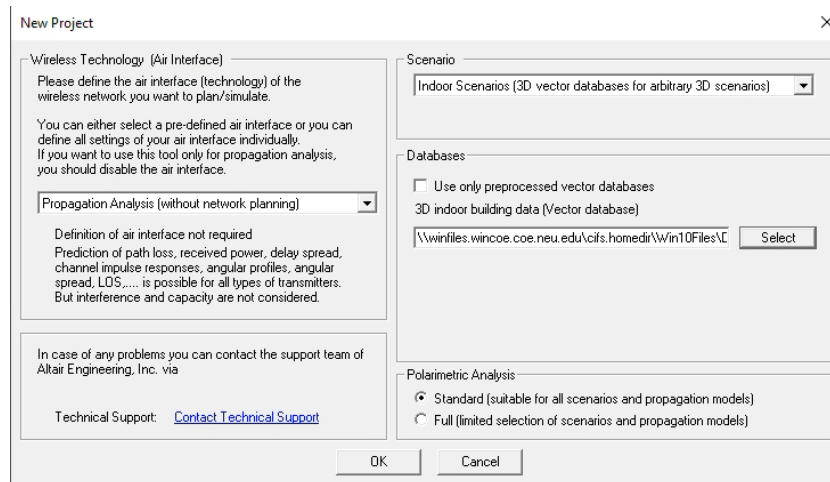 New Project
Wireless Technology (Air Interface)
Please define the air interface (technology) of the
wireless network you want to plan/simulate.
You can either select a pre-defined air interface or you can
define all settings of your air interface individually.
If you want to use this tool only for propagation analysis,
you should disable the air interface.
Propagation Analysis (without network planning)
Definition of air interface not required
Prediction of path loss, received power, delay spread,
channel impulse responses, angular profiles, angular
spread, LOS,.... is possible for all types of transmitters.
But interference and capacity are not considered.
In case of any problems you can contact the support team of
Altair Engineering, Inc. via
Technical Support: Contact Technical Support
Scenario
Indoor Scenarios (3D vector databases for arbitrary 3D scenarios)
Databases
Use only preprocessed vector databases
3D indoor building data (Vector database)
\\winfiles.wincoe.coe.neu.edu\cifs.homedir\Win10Files\D
Select
Polarimetric Analysis
Standard (suitable for all scenarios and propagation models)
Full (limited selection of scenarios and propagation models)
OK
Cancel